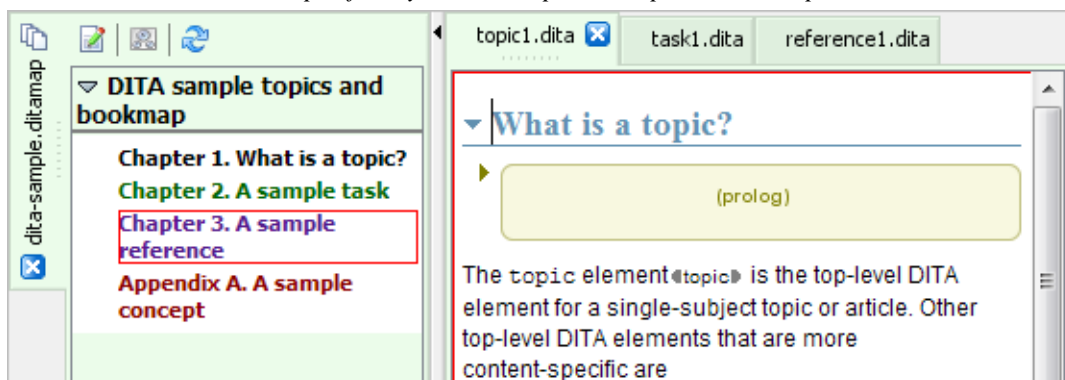 dita-sample.ditamap
DITA sample topics and
bookmap
Chapter 1. What is a topic?
Chapter 2. A sample task
Chapter 3. A sample
reference
Appendix A. A sample
concept
topic1.dita
task1.dita
reference1.dita
What is a topic?
(prolog)
The topic element topic is the top-level DITA
element for a single-subject topic or article. Other
top-level DITA elements that are more
content-specific are